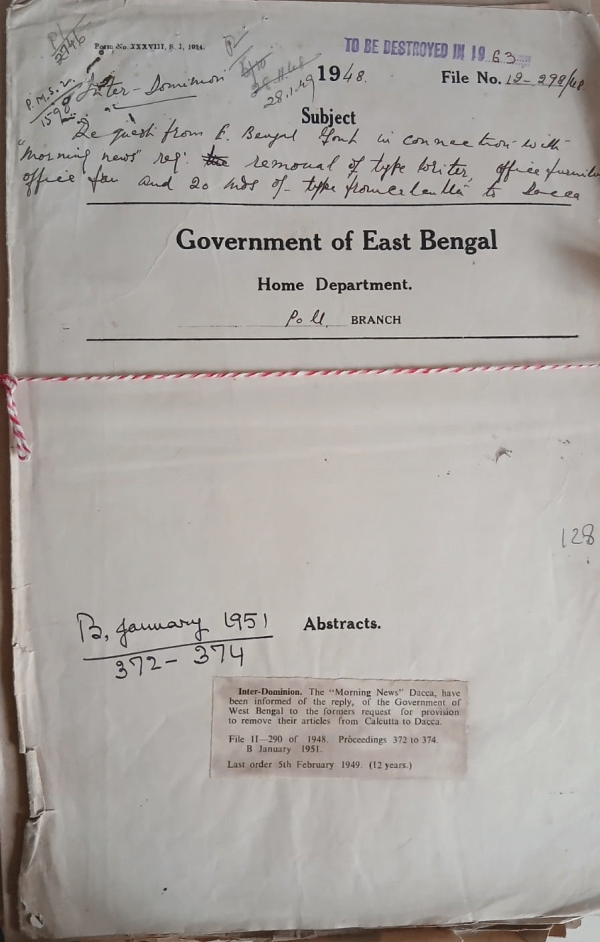 P/
2746
Form No. XXXVIII, S. I, 1924.
TO BE DESTROYED IN 19 63
P.M.S.V.
1598
Inter-Dominion
28.1.49
1948.
File No. 12-298/48
Subject
Request from E. Bengal Govt in connection with
"Morning news" reg: removal of type writer, office furniture
office fan and 20 mds of type from Calcutta to Dacca
Government of East Bengal
Home Department.
Poll. BRANCH
128
B, January 1951
372-374
Abstracts.
Inter-Dominion. The "Morning News" Dacca, have
been informed of the reply, of the Government of
West Bengal to the formers request for provision
to remove their articles from Calcutta to Dacca.
File 11—290 of 1948. Proceedings 372 to 374.
B January 1951.
Last order 5th February 1949. (12 years.)